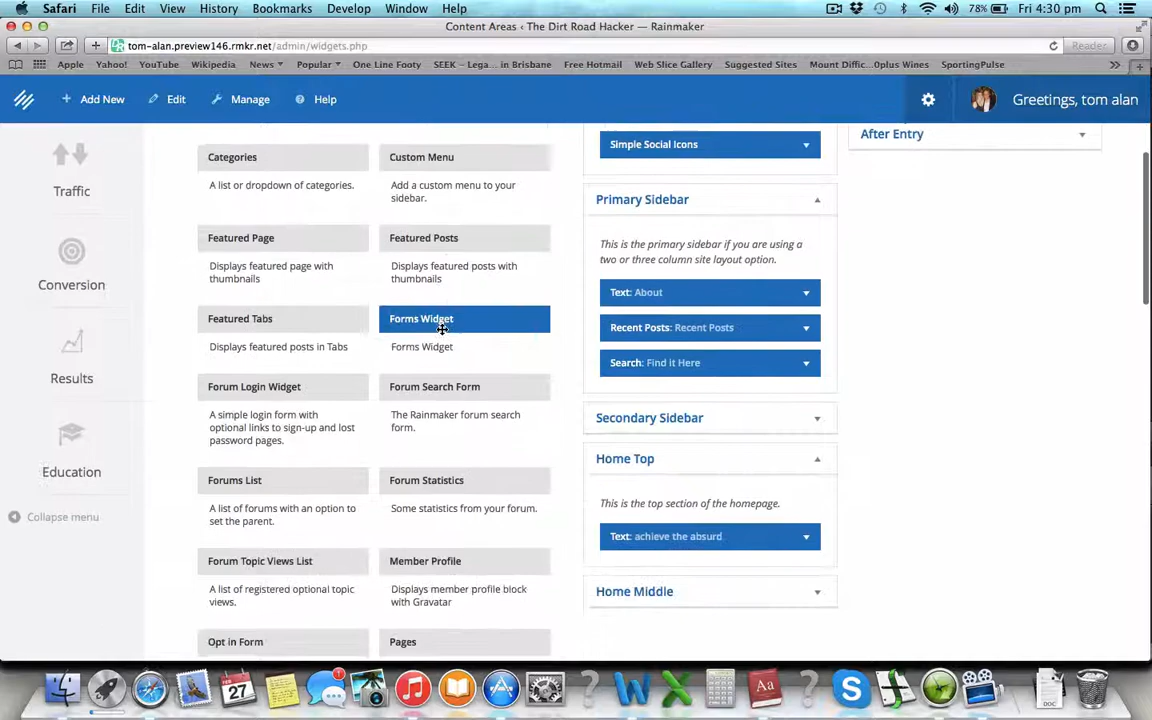 Safari File Edit View History Bookmarks Develop Window Help 78% Fri 4:30 pm
Content Areas ‹ The Dirt Road Hacker — Rainmaker
tom-alan.preview146.rmkr.net/admin/widgets.php
Reader
Apple Yahoo! YouTube Wikipedia News Popular One Line Footy SEEK – Lega... in Brisbane Free Hotmail Web Slice Gallery Suggested Sites Mount Diffic...0plus Wines SportingPulse
Add New Edit Manage Help Greetings, tom alan
Traffic
Conversion
Results
Education
Collapse menu
Categories
A list or dropdown of categories.
Custom Menu
Add a custom menu to your
sidebar.
Featured Page
Displays featured page with
thumbnails
Featured Posts
Displays featured posts with
thumbnails
Featured Tabs
Displays featured posts in Tabs
Forms Widget
Forms Widget
Forum Login Widget
A simple login form with
optional links to sign-up and lost
password pages.
Forum Search Form
The Rainmaker forum search
form.
Forums List
A list of forums with an option to
set the parent.
Forum Statistics
Some statistics from your forum.
Forum Topic Views List
A list of registered optional topic
views.
Member Profile
Displays member profile block
with Gravatar
Opt in Form
Pages
Simple Social Icons
Primary Sidebar
This is the primary sidebar if you are using a
two or three column site layout option.
Text: About
Recent Posts: Recent Posts
Search: Find it Here
Secondary Sidebar
Home Top
This is the top section of the homepage.
Text: achieve the absurd
Home Middle
After Entry
27
1
Aa
DOC